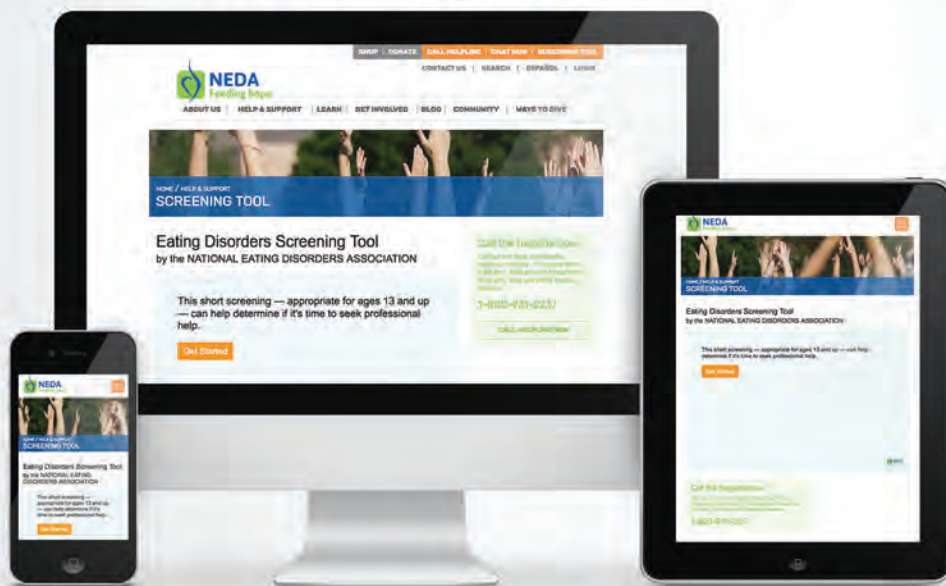 SHOP | DONATE | CALL HELPLINE | CHAT NOW | SCREENING TOOL
CONTACT US | SEARCH | ESPAÑOL | LOGIN
NEDA
Feeding hope.
ABOUT US | HELP & SUPPORT | LEARN | GET INVOLVED | BLOG | COMMUNITY | WAYS TO GIVE
HOME / HELP & SUPPORT
SCREENING TOOL
Eating Disorders Screening Tool
by the NATIONAL EATING DISORDERS ASSOCIATION
This short screening — appropriate for ages 13 and up
— can help determine if it's time to seek professional
help.
Get Started
CALL HELPLINE NOW
NEDA
Feeding hope.
HOME / HELP & SUPPORT
SCREENING TOOL
Eating Disorders Screening Tool
by the NATIONAL EATING DISORDERS ASSOCIATION
This short screening — appropriate for ages 13 and up — can help
determine if it's time to seek professional help.
Get Started
NEDA
Feeding hope.
HOME / HELP & SUPPORT
SCREENING TOOL
Eating Disorders Screening Tool
by the NATIONAL EATING
DISORDERS ASSOCIATION
This short screening —
appropriate for ages 13 and up
— can help determine if it's
time to seek professional help.
Get Started